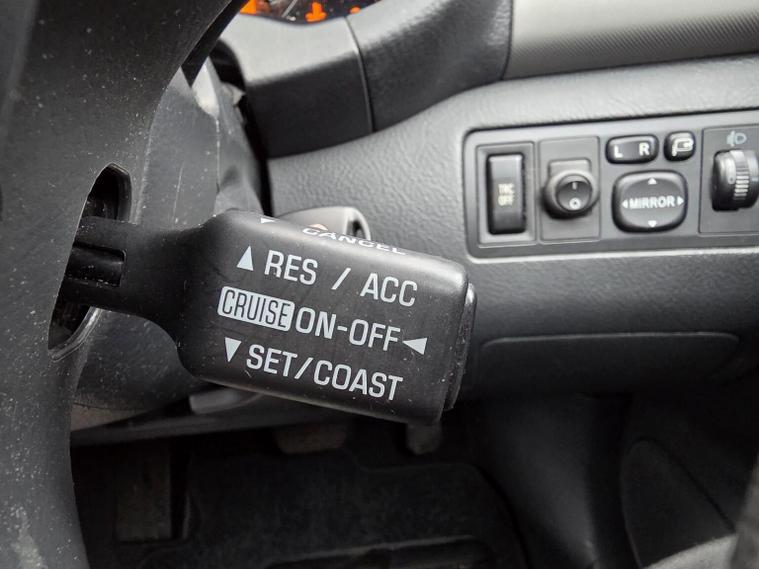 CANCEL
RES / ACC
CRUISE ON-OFF
SET/COAST
TRC
OFF
L R
MIRROR